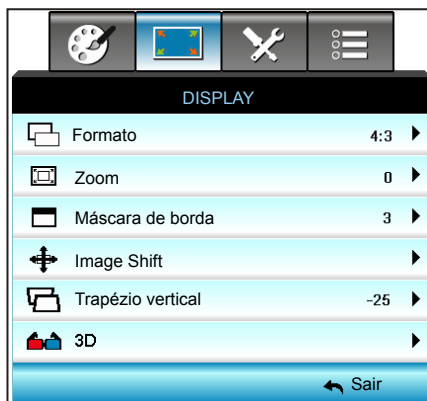 DISPLAY
Formato 4:3
Zoom 0
Máscara de borda 3
Image Shift
Trapézio vertical -25
3D
Sair